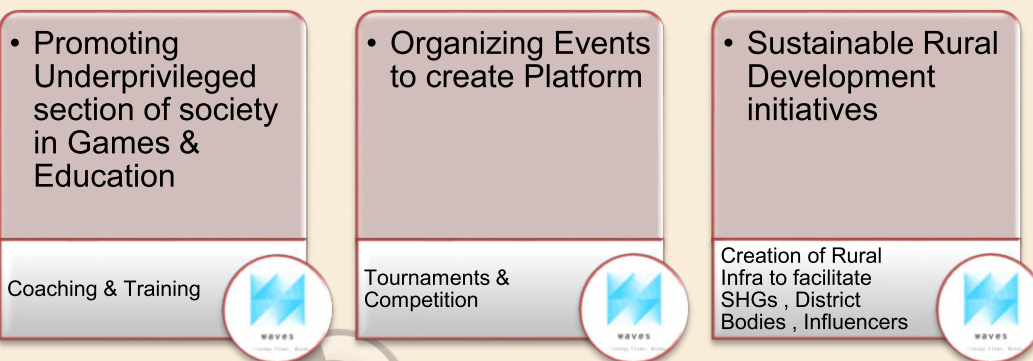 • Promoting
Underprivileged
section of society
in Games &
Education
Coaching & Training
waves
• Organizing Events
to create Platform
Tournaments &
Competition
waves
• Sustainable Rural
Development
initiatives
Creation of Rural
Infra to facilitate
SHGs , District
Bodies , Influencers
waves